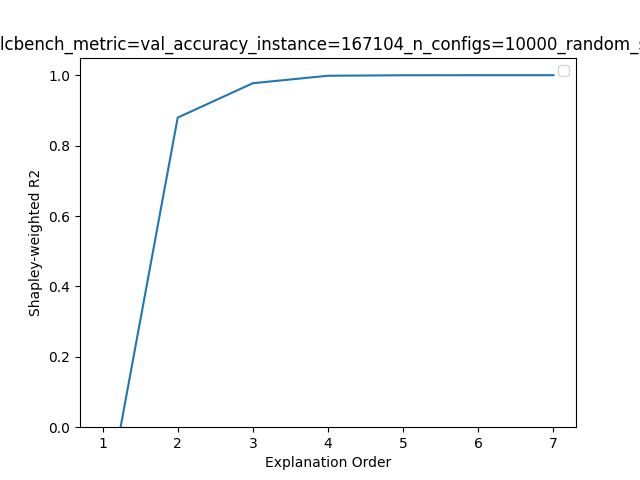 lcbench_metric=val_accuracy_instance=167104_n_configs=10000_random_s
1.0
0.8
0.6
0.4
0.2
0.0
Shapley-weighted R2
1 2 3 4 5 6 7
Explanation Order